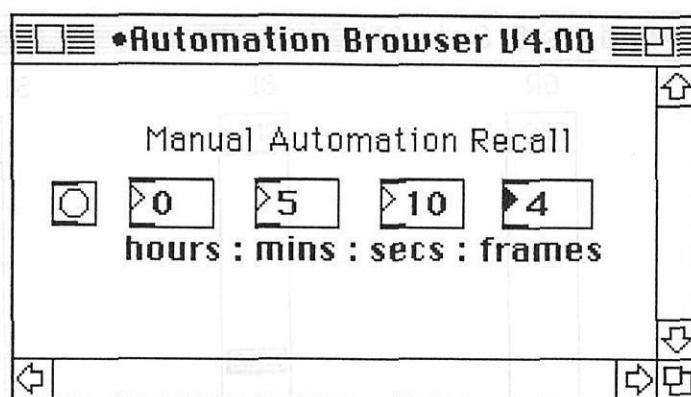 •Automation Browser V4.00
Manual Automation Recall
0 5 10 4
hours : mins : secs : frames